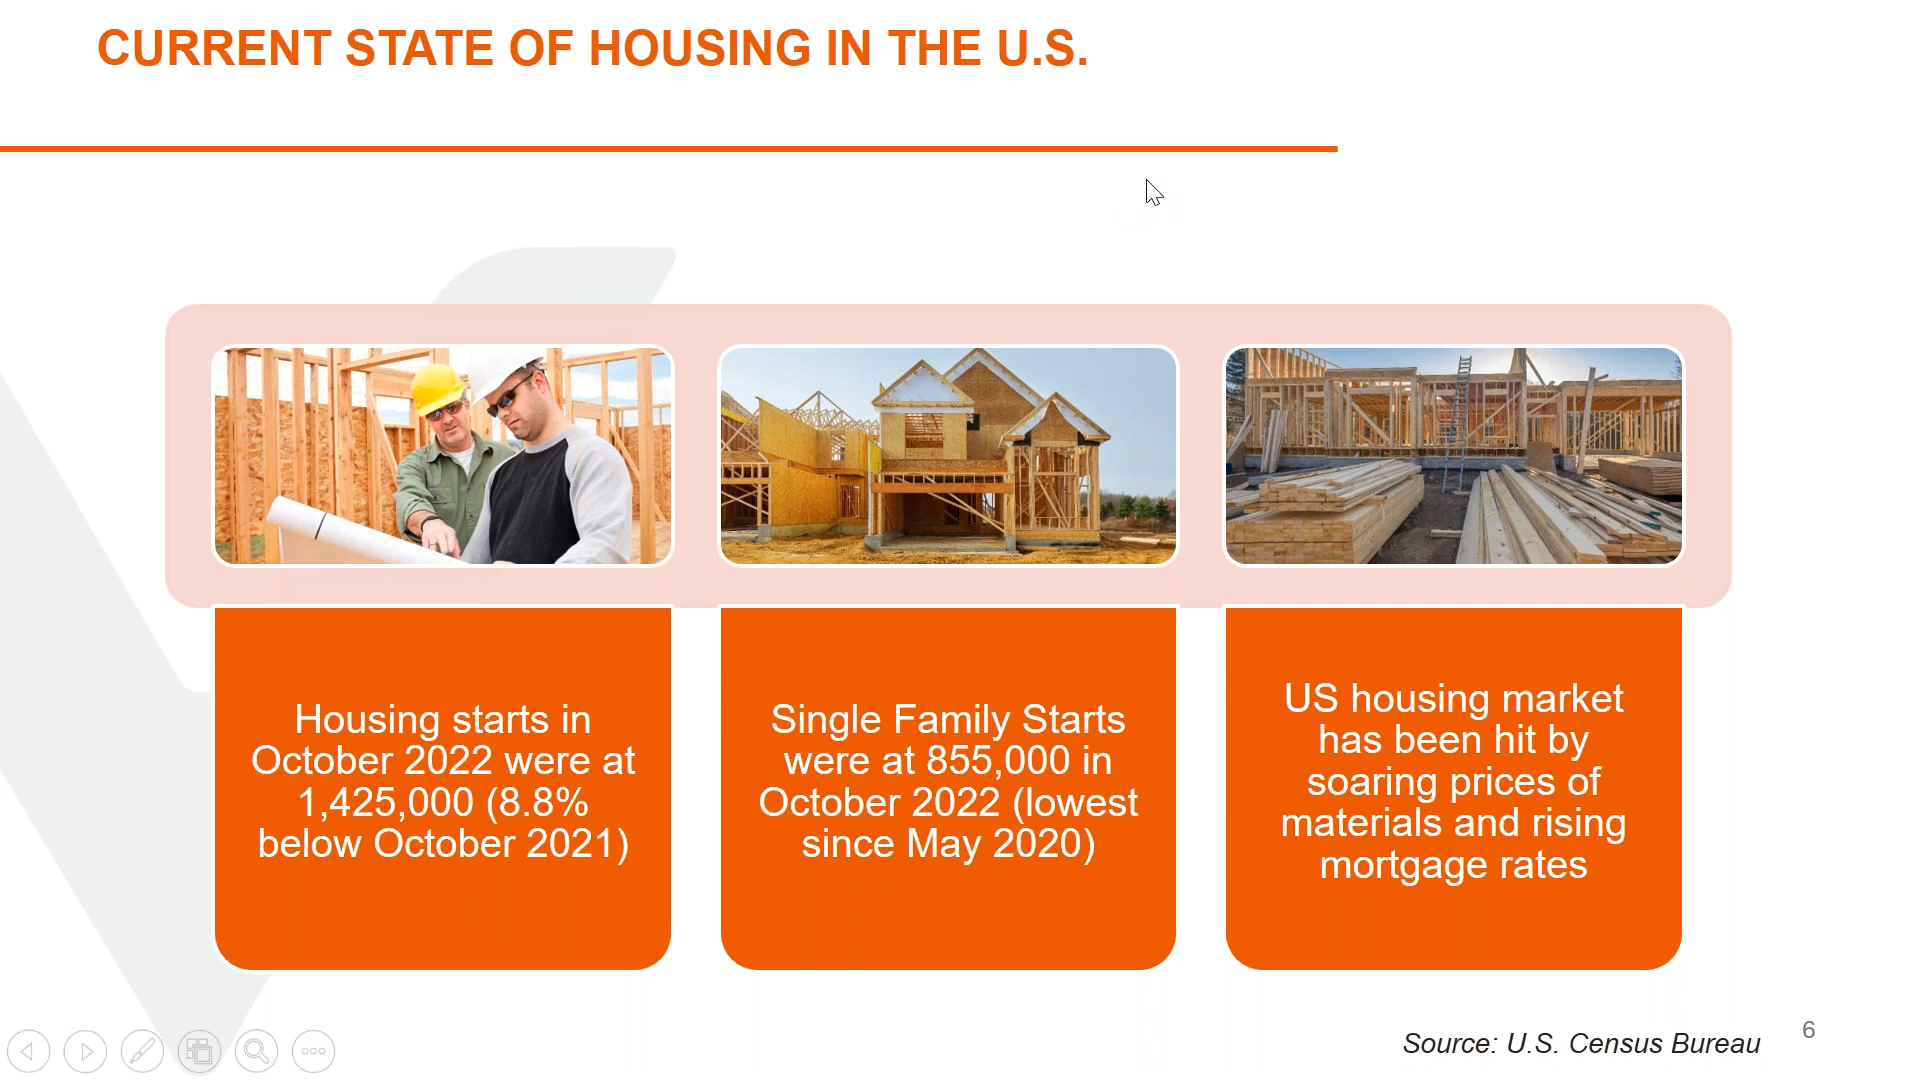 CURRENT STATE OF HOUSING IN THE U.S.
Housing starts in
October 2022 were at
1,425,000 (8.8%
below October 2021)
Single Family Starts
were at 855,000 in
October 2022 (lowest
since May 2020)
US housing market
has been hit by
soaring prices of
materials and rising
mortgage rates
Source: U.S. Census Bureau
6